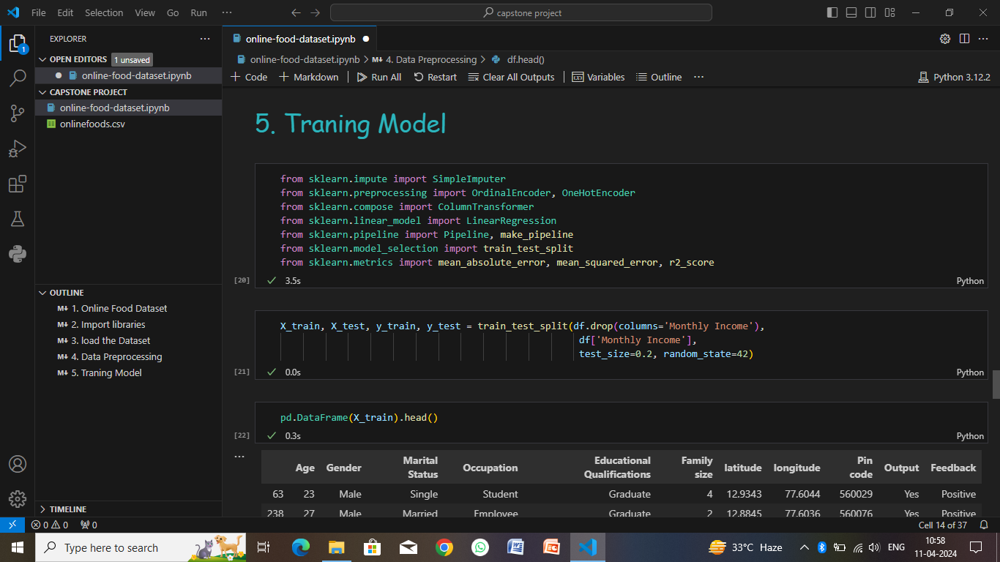 File Edit Selection View Go Run ··· capstone project
EXPLORER ···
OPEN EDITORS 1 unsaved
online-food-dataset.ipynb
CAPSTONE PROJECT
online-food-dataset.ipynb
onlinefoods.csv
OUTLINE
M↓ 1. Online Food Dataset
M↓ 2. Import libraries
M↓ 3. load the Dataset
M↓ 4. Data Preprocessing
M↓ 5. Traning Model
TIMELINE
online-food-dataset.ipynb
online-food-dataset.ipynb > M↓ 4. Data Preprocessing > df.head()
+ Code + Markdown | Run All Restart Clear All Outputs | Variables Outline ··· Python 3.12.2
5. Traning Model
from sklearn.impute import SimpleImputer
from sklearn.preprocessing import OrdinalEncoder, OneHotEncoder
from sklearn.compose import ColumnTransformer
from sklearn.linear_model import LinearRegression
from sklearn.pipeline import Pipeline, make_pipeline
from sklearn.model_selection import train_test_split
from sklearn.metrics import mean_absolute_error, mean_squared_error, r2_score
[20] ✓ 3.5s Python
X_train, X_test, y_train, y_test = train_test_split(df.drop(columns='Monthly Income'),
df['Monthly Income'],
test_size=0.2, random_state=42)
[21] ✓ 0.0s Python
pd.DataFrame(X_train).head()
[22] ✓ 0.3s Python
Age Gender Marital Status Occupation Educational Qualifications Family size latitude longitude Pin code Output Feedback
63 23 Male Single Student Graduate 4 12.9343 77.6044 560029 Yes Positive
238 27 Male Married Employee Graduate 2 12.8845 77.6036 560076 Yes Positive
0 0 0 Cell 14 of 37
Type here to search 33°C Haze ENG 10:58
11-04-2024